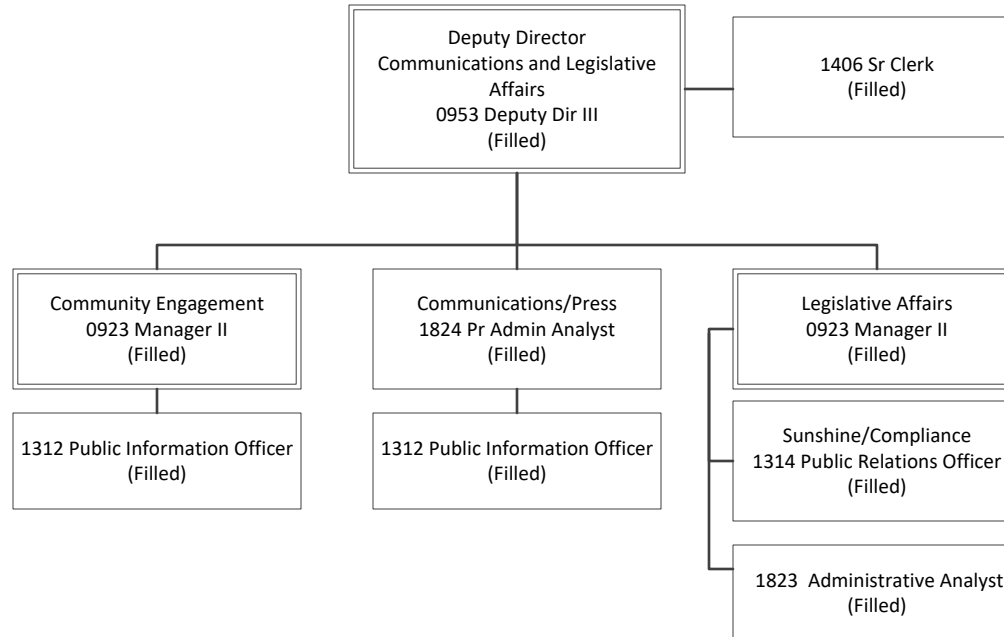 Deputy Director
Communications and Legislative
Affairs
0953 Deputy Dir III
(Filled)
1406 Sr Clerk
(Filled)
Community Engagement
0923 Manager II
(Filled)
Communications/Press
1824 Pr Admin Analyst
(Filled)
Legislative Affairs
0923 Manager II
(Filled)
1312 Public Information Officer
(Filled)
1312 Public Information Officer
(Filled)
Sunshine/Compliance
1314 Public Relations Officer
(Filled)
1823  Administrative Analyst
(Filled)